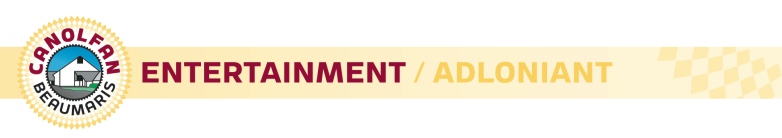 CANOLFAN
BEAUMARIS
ENTERTAINMENT / ADLONIANT